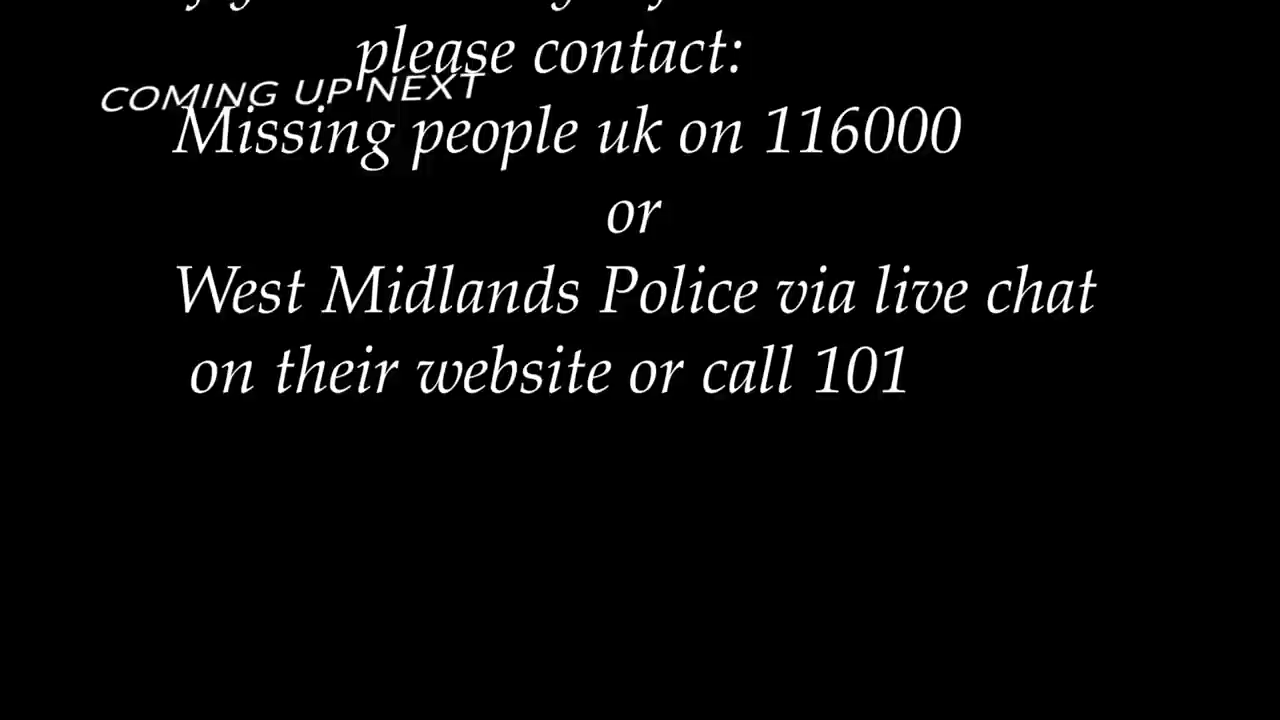 please contact:
COMING UP NEXT
Missing people uk on 116000
or
West Midlands Police via live chat
on their website or call 101